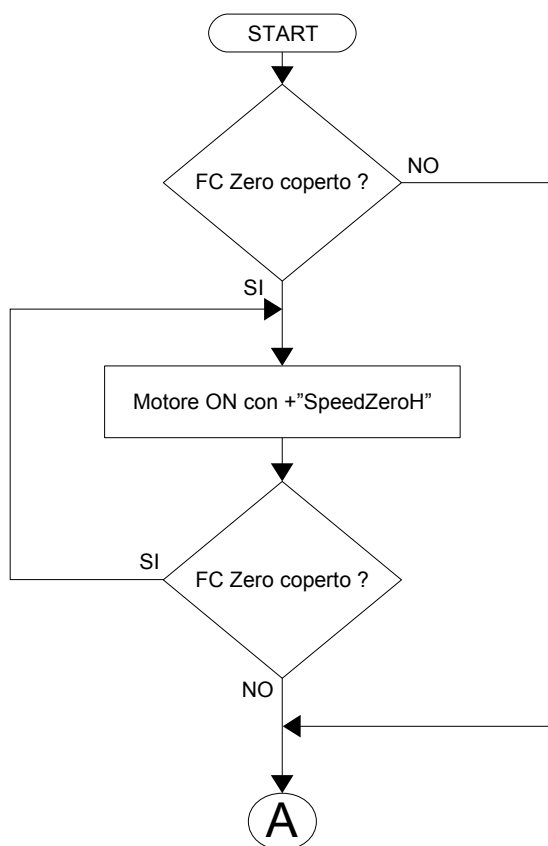 START
FC Zero coperto ?
NO
SI
Motore ON con +”SpeedZeroH”
SI
FC Zero coperto ?
NO
A